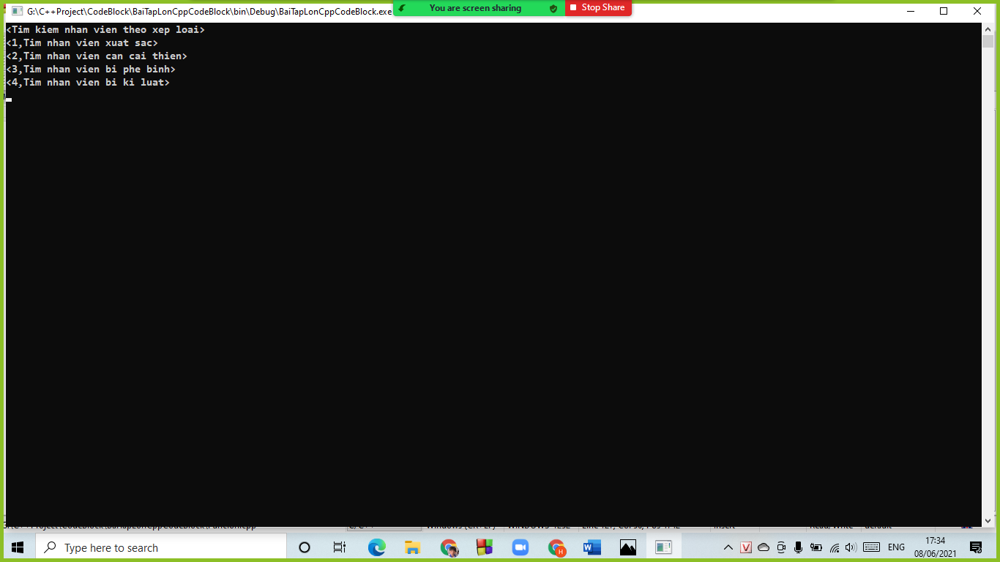 G:\C++Project\CodeBlock\BaiTapLonCppCodeBlock\bin\Debug\BaiTapLonCppCodeBlock.exe
You are screen sharing
Stop Share
<Tim kiem nhan vien theo xep loai>
<1,Tim nhan vien xuat sac>
<2,Tim nhan vien can cai thien>
<3,Tim nhan vien bi phe binh>
<4,Tim nhan vien bi ki luat>
Type here to search
ENG
17:34
08/06/2021